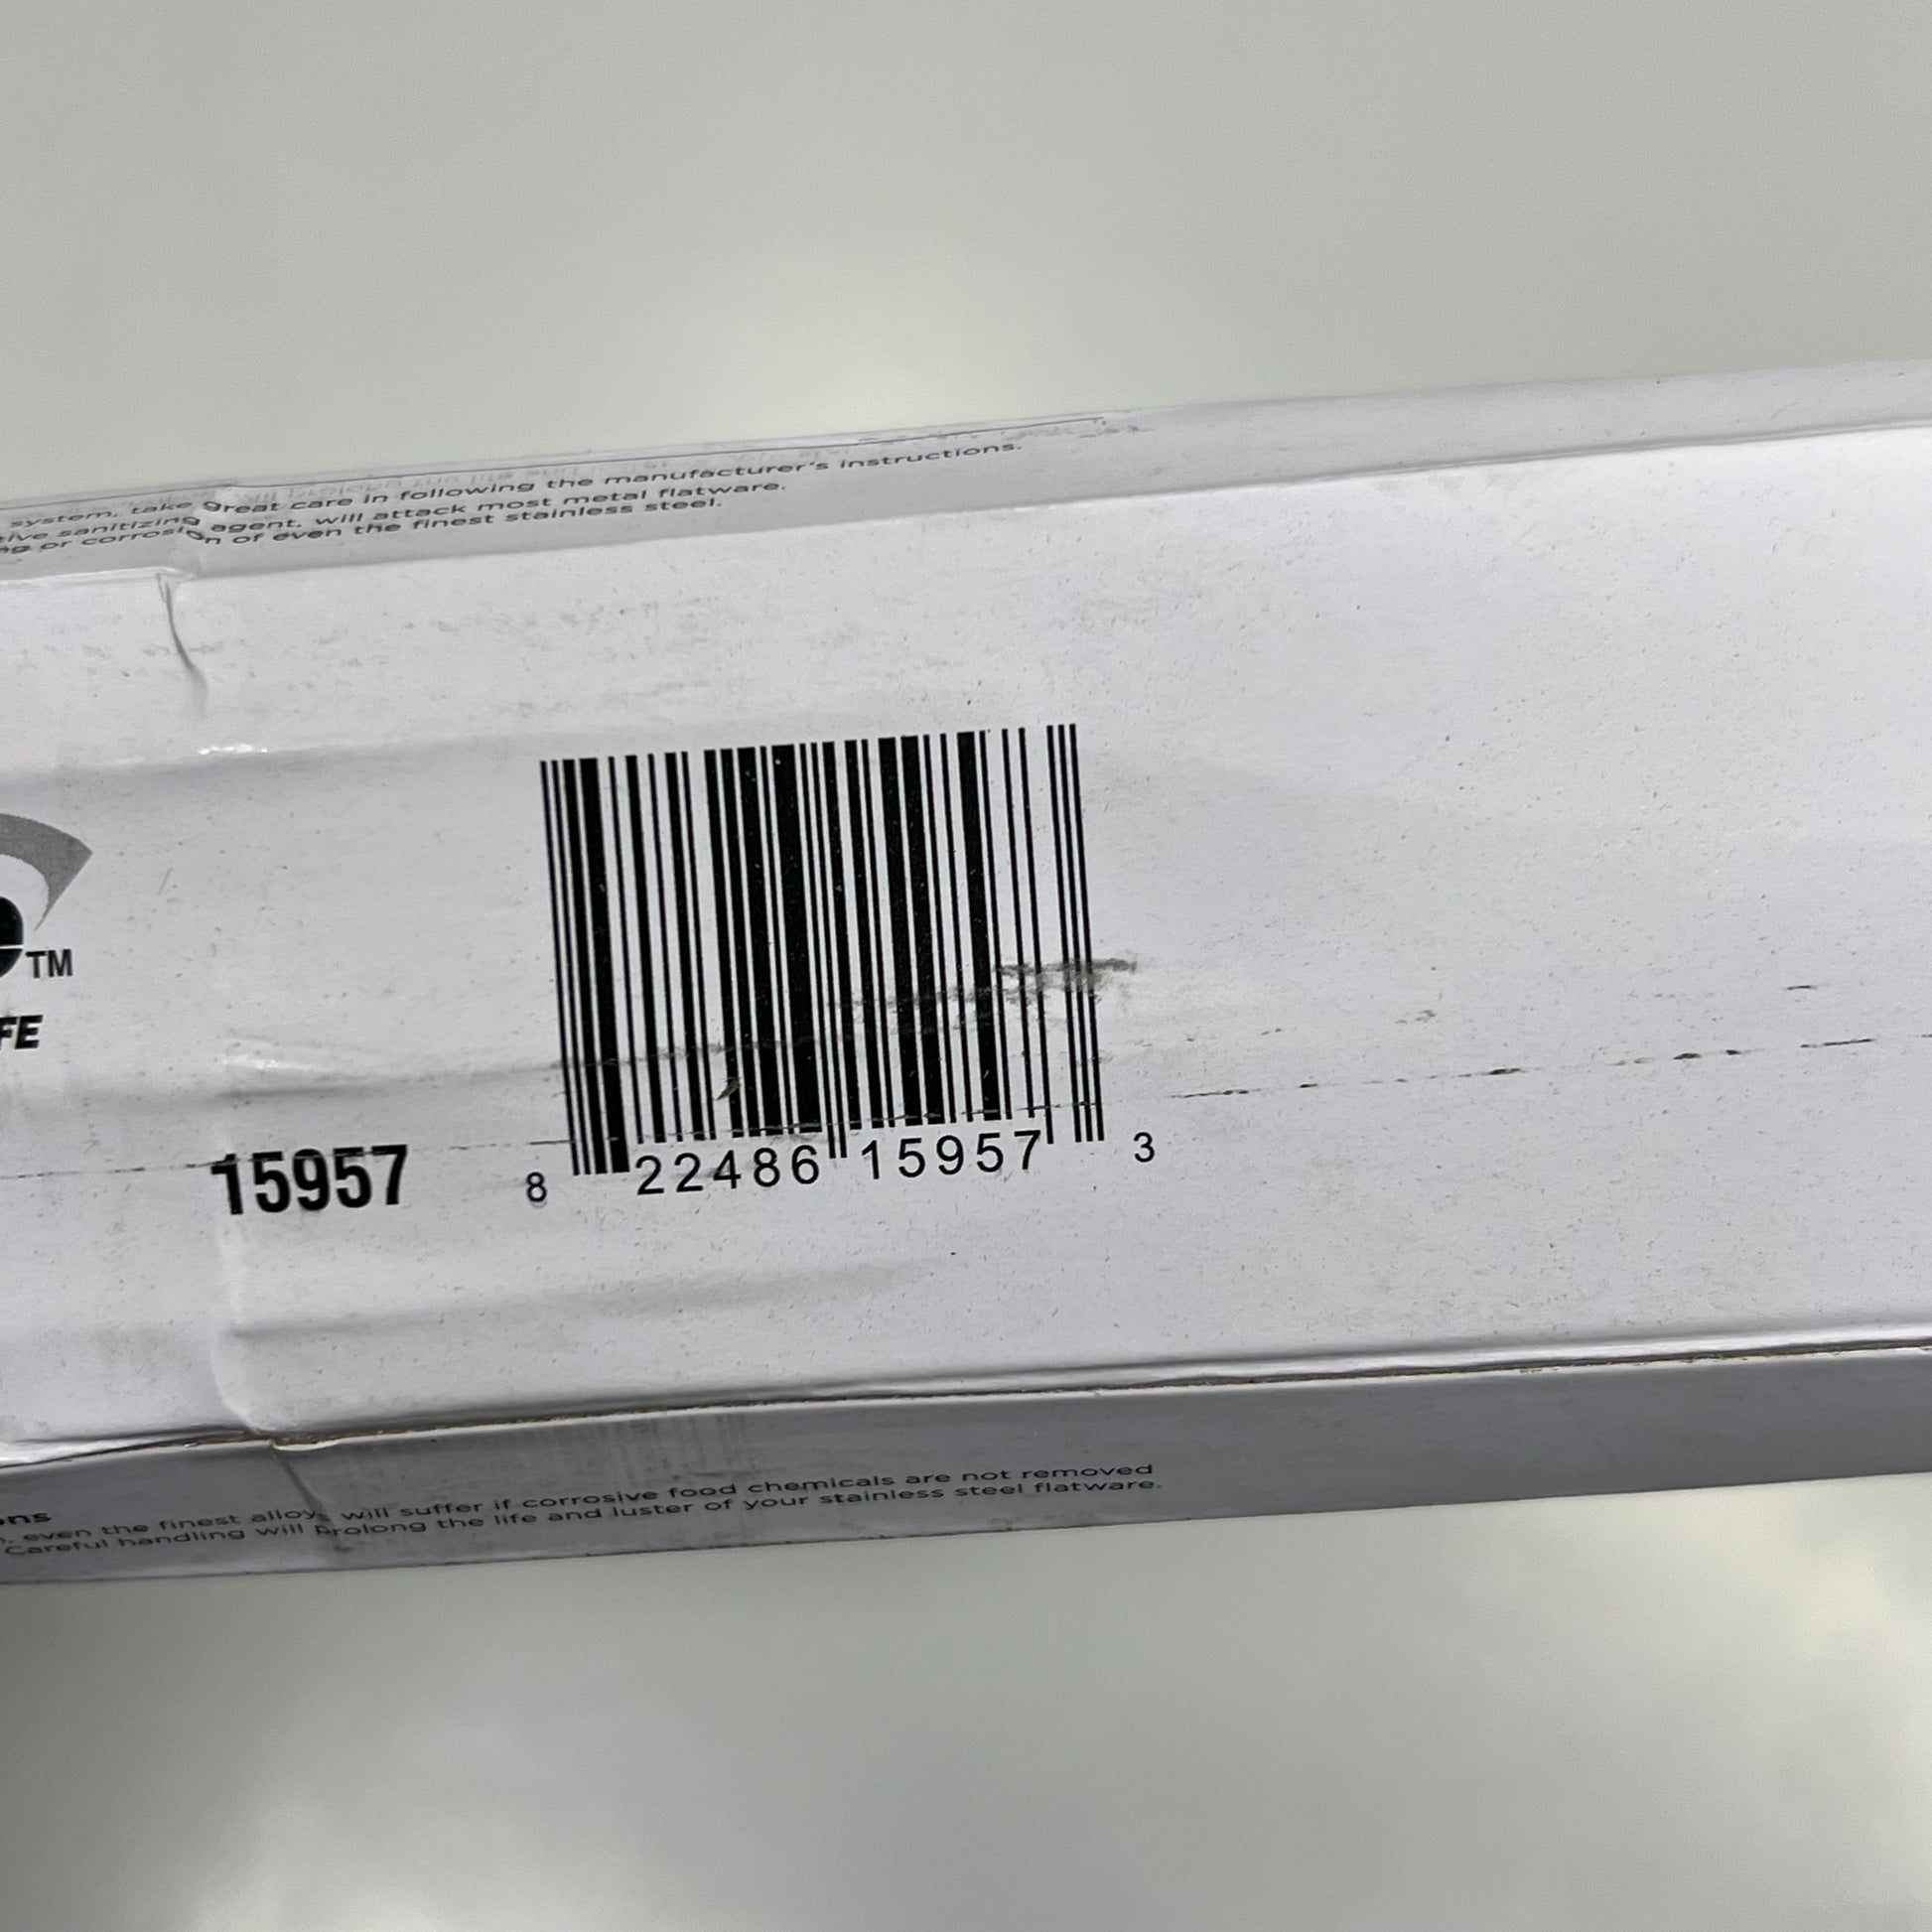 system, take great care in following the manufacturer's instructions.
sanitizing agent, will attack most metal flatware.
or corrosion of even the finest stainless steel.
TM
FE
15957
8 22486 15957 3
ons
even the finest alloys will suffer if corrosive food chemicals are not removed
Careful handling will prolong the life and luster of your stainless steel flatware.